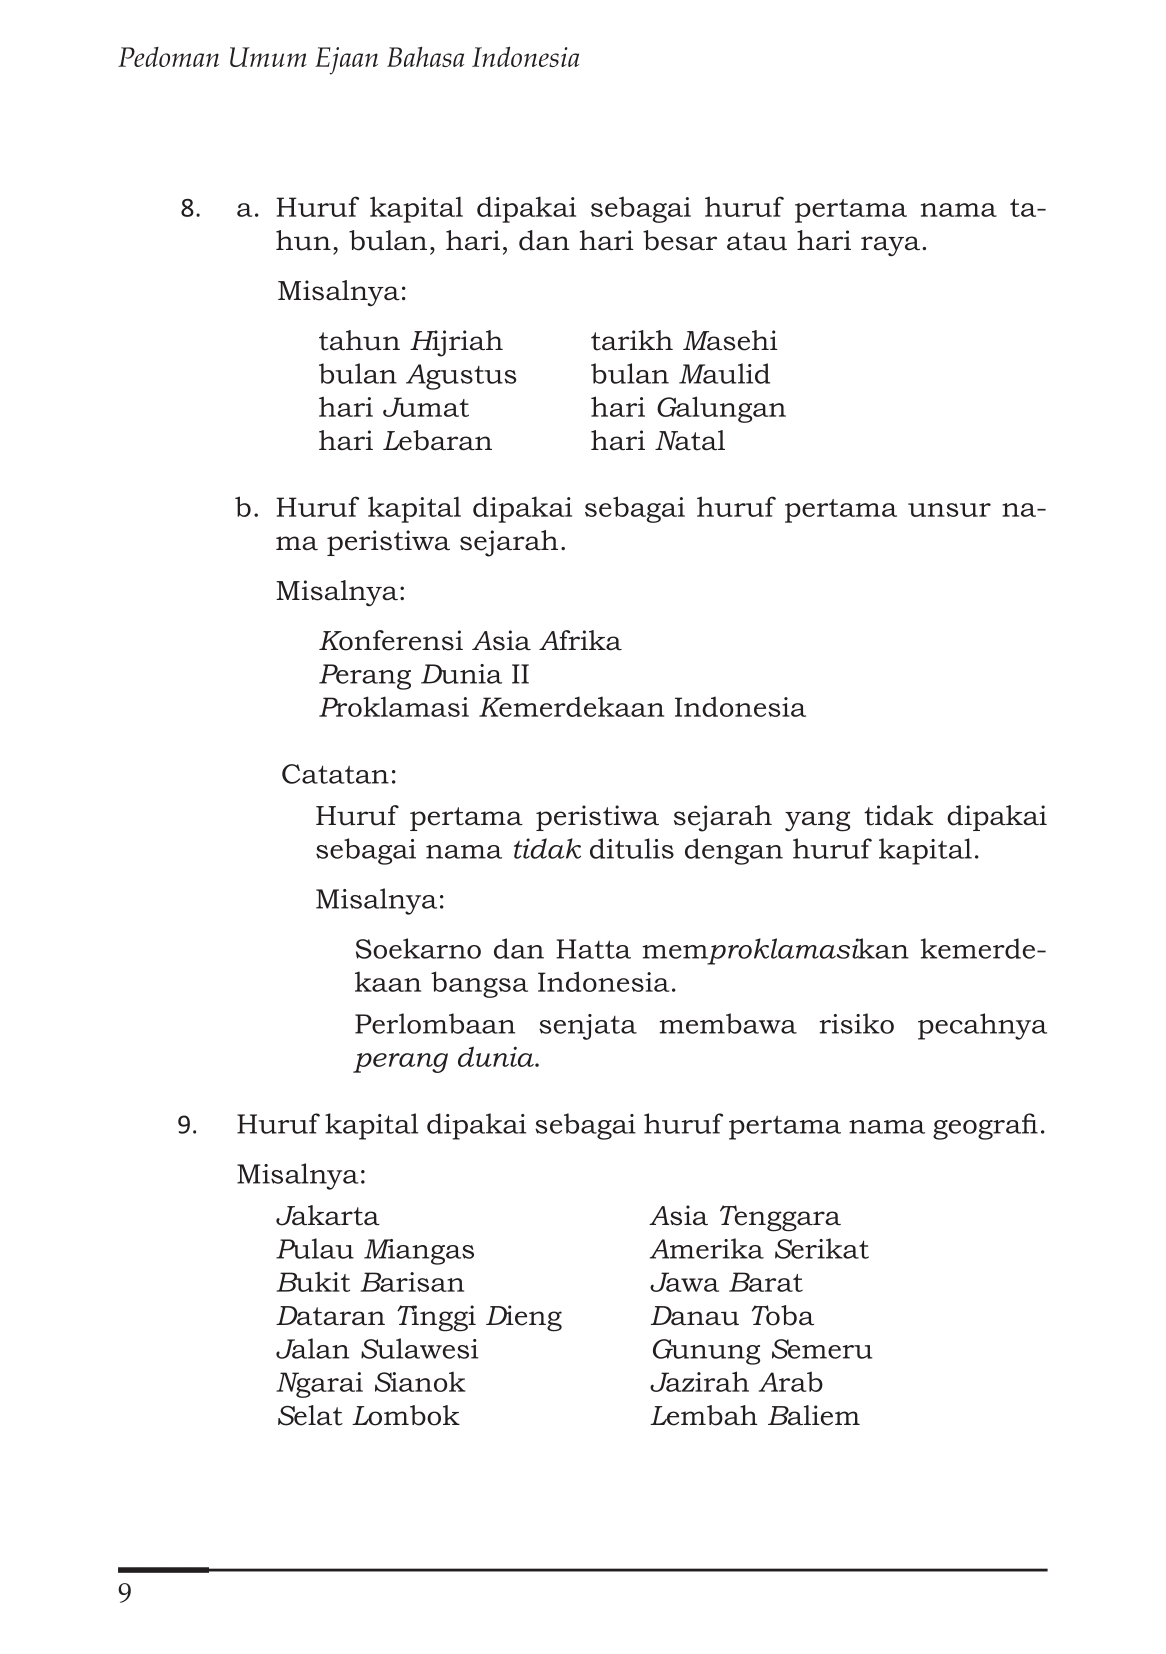 Pedoman Umum Ejaan Bahasa Indonesia
8. a. Huruf kapital dipakai sebagai huruf pertama nama ta-
hun, bulan, hari, dan hari besar atau hari raya.
Misalnya:
tahun Hijriah tarikh Masehi
bulan Agustus bulan Maulid
hari Jumat hari Galungan
hari Lebaran hari Natal
b. Huruf kapital dipakai sebagai huruf pertama unsur na-
ma peristiwa sejarah.
Misalnya:
Konferensi Asia Afrika
Perang Dunia II
Proklamasi Kemerdekaan Indonesia
Catatan:
Huruf pertama peristiwa sejarah yang tidak dipakai
sebagai nama tidak ditulis dengan huruf kapital.
Misalnya:
Soekarno dan Hatta memproklamasikan kemerde-
kaan bangsa Indonesia.
Perlombaan senjata membawa risiko pecahnya
perang dunia.
9. Huruf kapital dipakai sebagai huruf pertama nama geografi.
Misalnya:
Jakarta Asia Tenggara
Pulau Miangas Amerika Serikat
Bukit Barisan Jawa Barat
Dataran Tinggi Dieng Danau Toba
Jalan Sulawesi Gunung Semeru
Ngarai Sianok Jazirah Arab
Selat Lombok Lembah Baliem
9